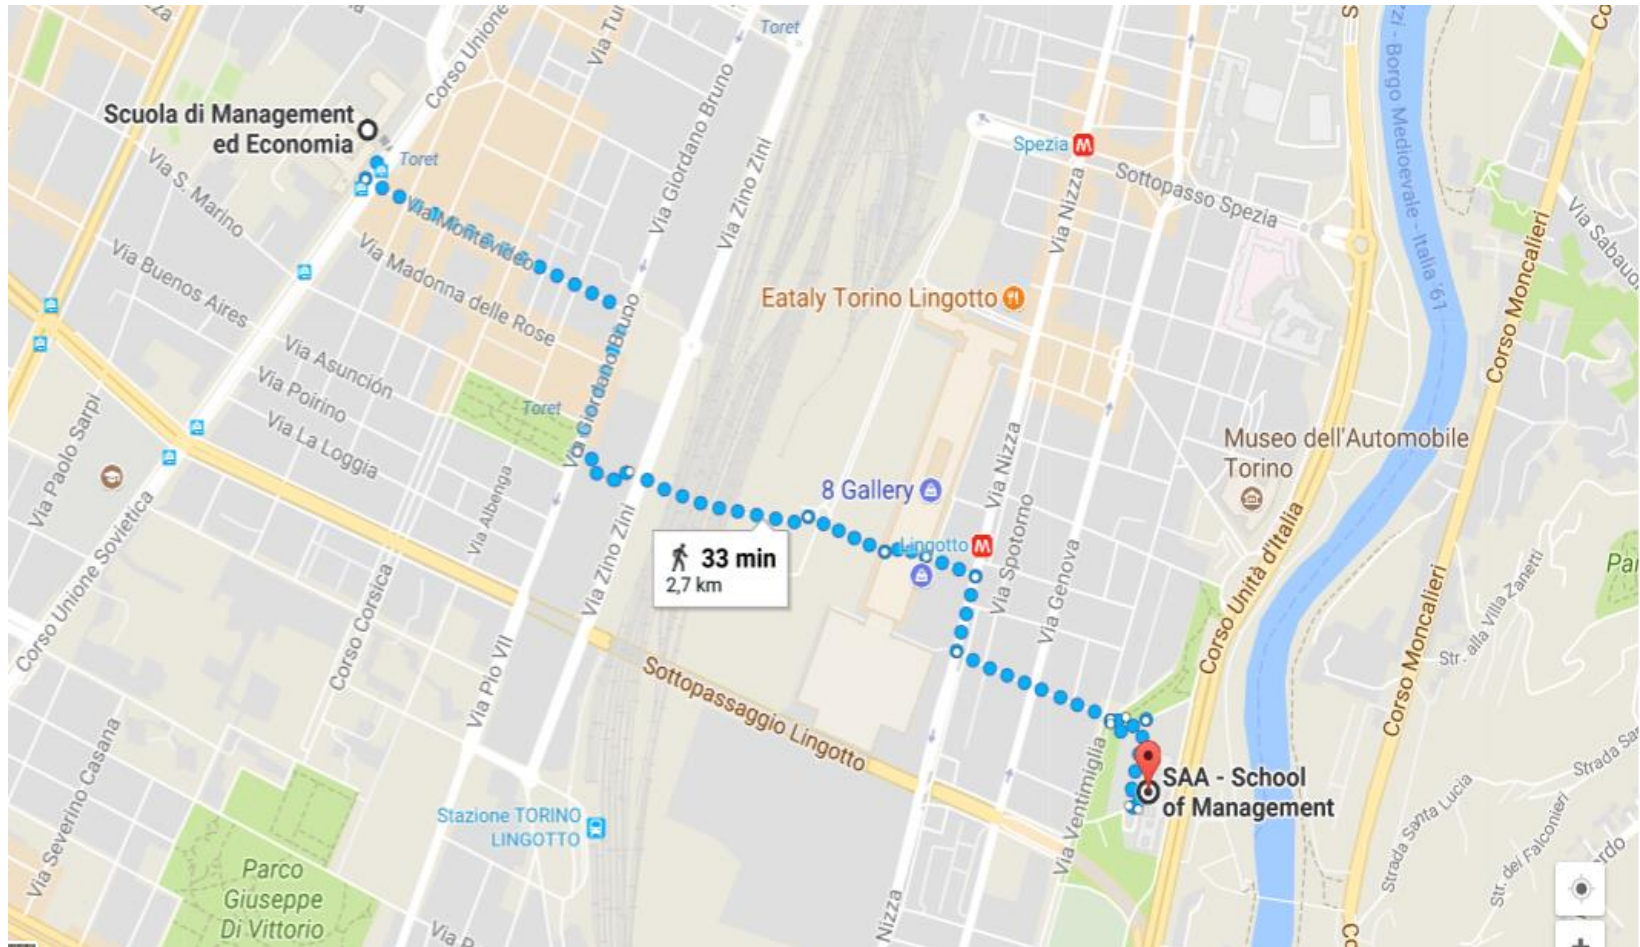 Toret
Corso Unione
Via Giordano Bruno
Via Zino Zini
Scuola di Management
ed Economia
Toret
Spezia
Via Nizza
Sottopasso Spezia
zzi - Borgo Medioevale - Italia '61
Corso Moncalieri
Via S. Marino
Via Montevideo
Via Madonna delle Rose
Via Buenos Aires
Eataly Torino Lingotto
Via Giordano Bruno
Via Asunción
Via Poirino
Via La Loggia
Toret
Via Paolo Sarpi
Via Albenga
8 Gallery
Via Nizza
Museo dell'Automobile
Torino
Lingotto
33 min
2,7 km
Via Zino Zini
Via Spotorno
Via Genova
Corso Unità d'Italia
Corso Unione Sovietica
Corso Corsica
Via Pio VII
Sottopassaggio Lingotto
Str. alla Villa Zanetti
Corso Moncalieri
Via Severino Casana
Via Ventimiglia
SAA - School
of Management
Stazione TORINO
LINGOTTO
Strada Santa Lucia
Str. dei Falconieri
Parco
Giuseppe
Di Vittorio
Nizza